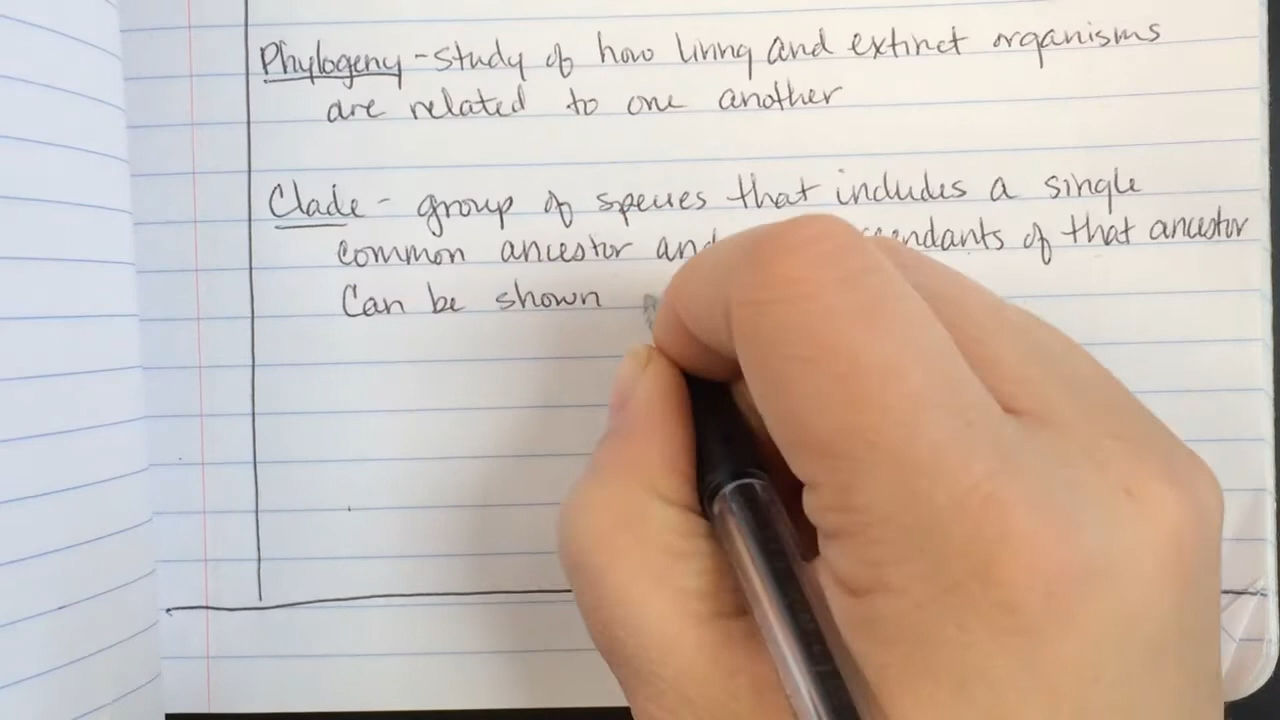 Phylogeny - study of how living and extinct organisms
are related to one another
Clade - group of species that includes a single
common ancestor and of that ancestor
Can be shown